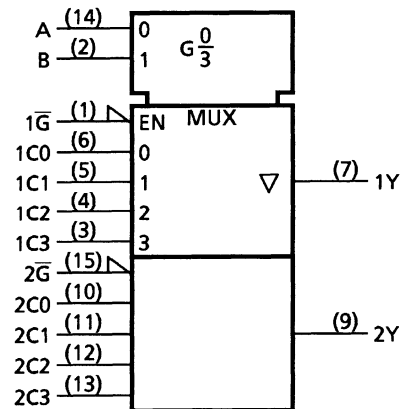 A (14) 0 G 0/3
B (2) 1
1G̅ (1) EN MUX
1C0 (6) 0
1C1 (5) 1 ▽ (7) 1Y
1C2 (4) 2
1C3 (3) 3
2G̅ (15)
2C0 (10)
2C1 (11) (9) 2Y
2C2 (12)
2C3 (13)